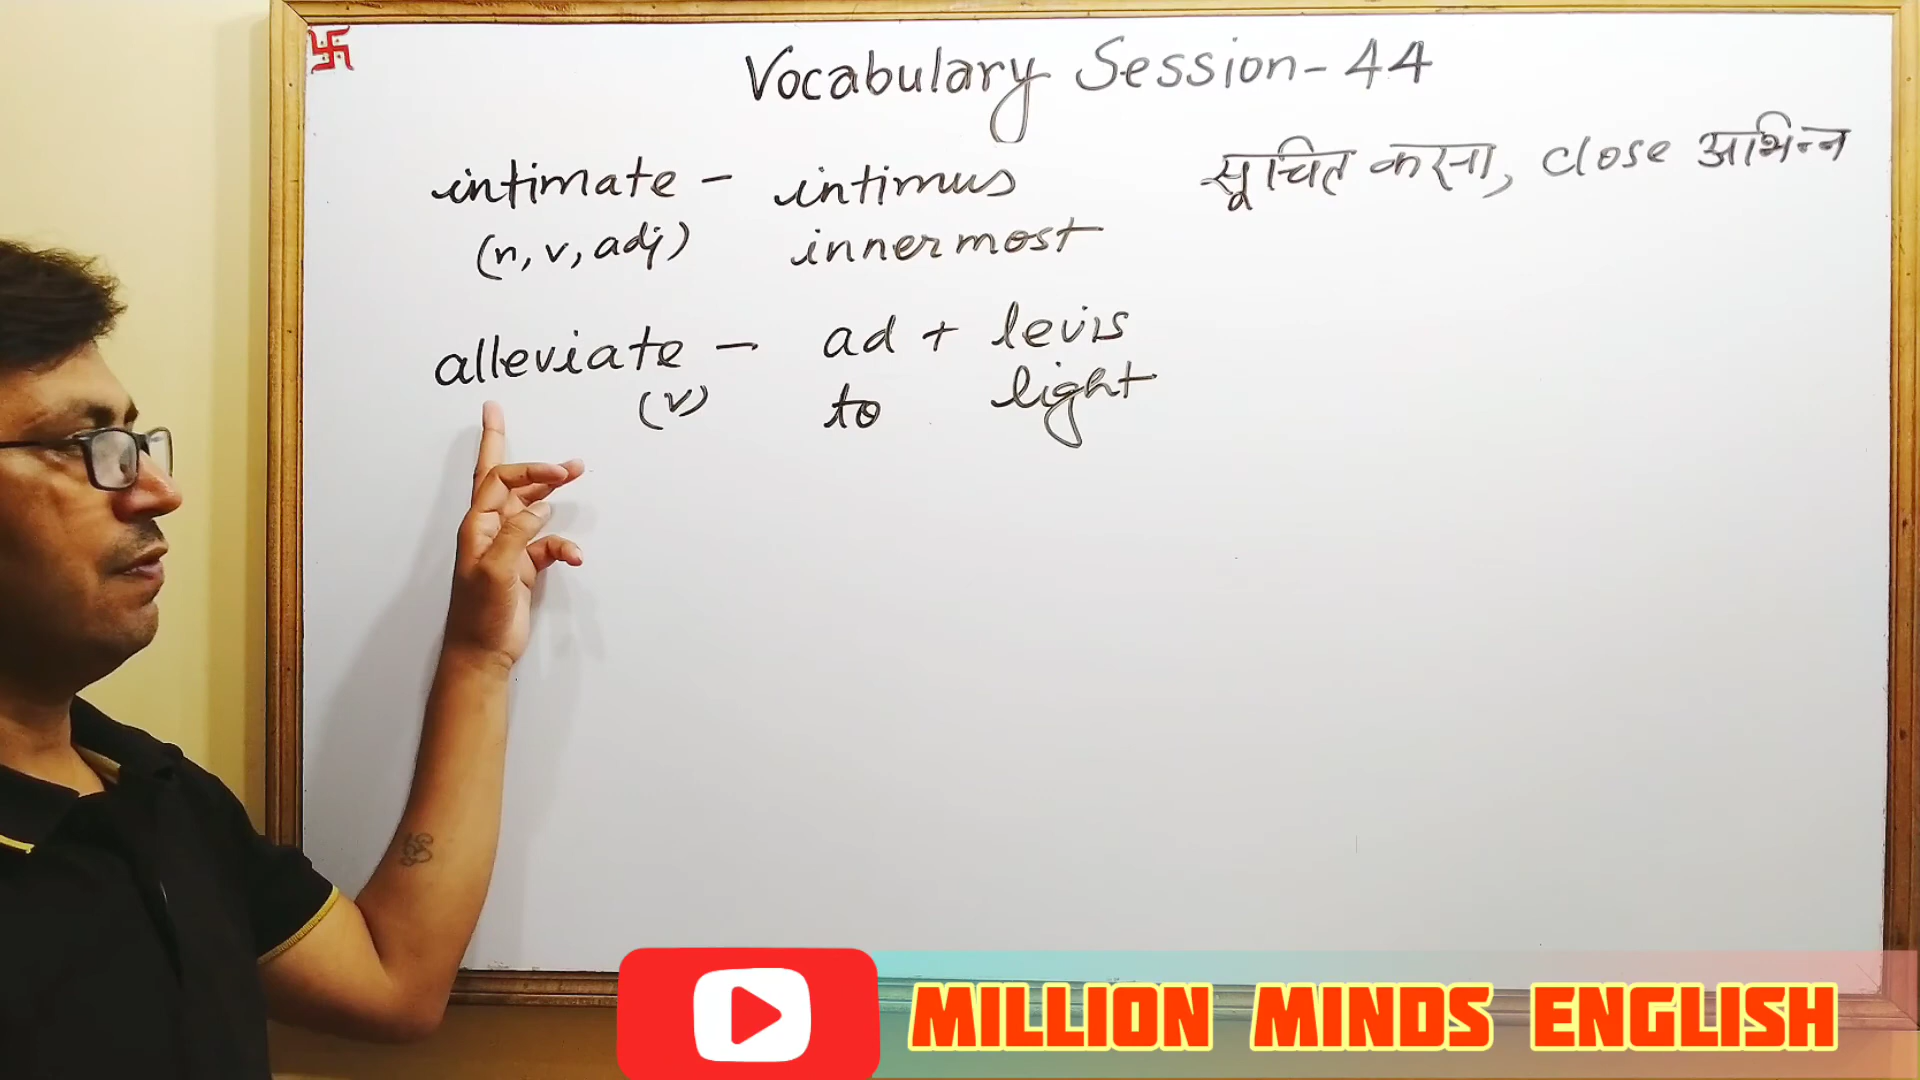 Vocabulary Session-44
intimate - intimus सूचित करना, close अभिन्न
(n, v, adj) innermost
alleviate - ad + levis
(v) to light
MILLION MINDS ENGLISH